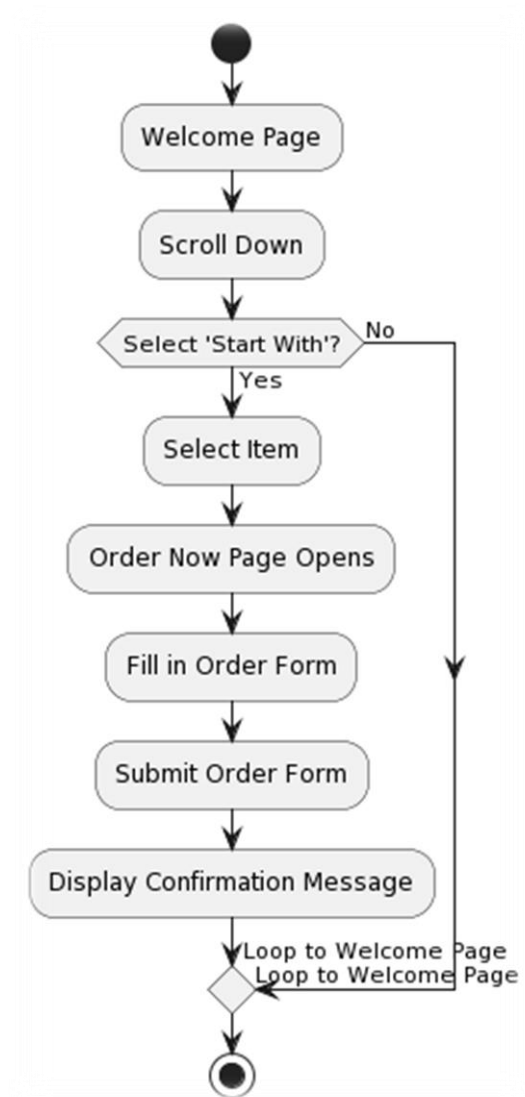 Welcome Page
Scroll Down
Select 'Start With'?
No
Yes
Select Item
Order Now Page Opens
Fill in Order Form
Submit Order Form
Display Confirmation Message
Loop to Welcome Page
Loop to Welcome Page